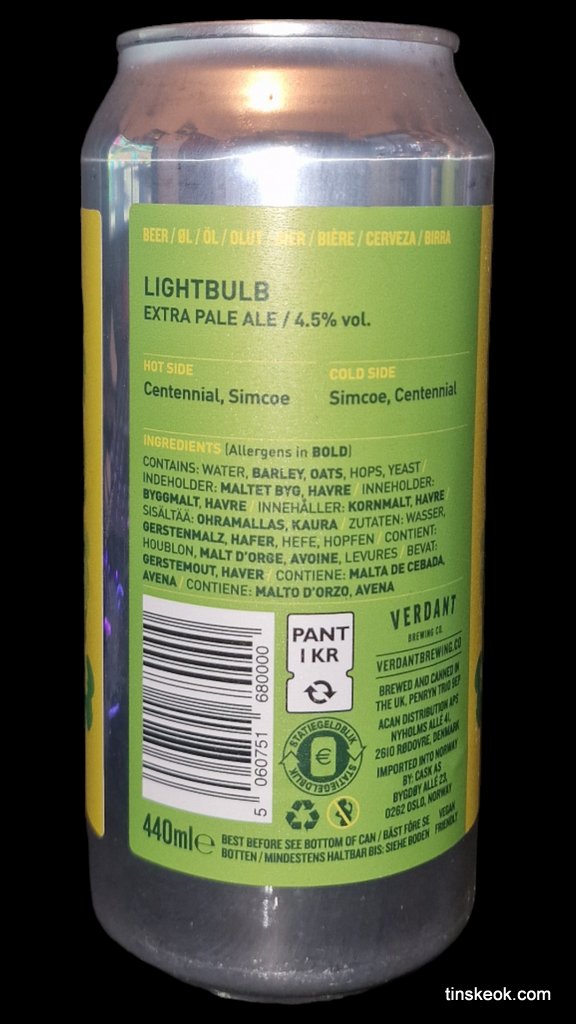 BEER / ØL / ÖL / OLUT / BIER / BIÈRE / CERVEZA / BIRRA
LIGHTBULB
EXTRA PALE ALE / 4.5% vol.
HOT SIDE
Centennial, Simcoe
COLD SIDE
Simcoe, Centennial
INGREDIENTS (Allergens in BOLD)
CONTAINS: WATER, BARLEY, OATS, HOPS, YEAST /
INDEHOLDER: MALTET BYG, HAVRE / INNEHOLDER:
BYGGMALT, HAVRE / INNEHÅLLER: KORNMALT, HAVRE /
SISÄLTÄÄ: OHRAMALLAS, KAURA / ZUTATEN: WASSER,
GERSTENMALZ, HAFER, HEFE, HOPFEN / CONTIENT:
HOUBLON, MALT D'ORGE, AVOINE, LEVURES / BEVAT:
GERSTEMOUT, HAVER / CONTIENE: MALTA DE CEBADA,
AVENA / CONTIENE: MALTO D'ORZO, AVENA
5 060751 680000
PANT
1 KR
STATIEGELDBLIK
€
STATIEGELDBLIK
VERDANT
BREWING CO.
VERDANTBREWING.CO
BREWED AND CANNED IN
THE UK, PENRYN TR10 9EP
ACAN DISTRIBUTION APS
NYHOLMS ALLÉ 41,
2610 RØDOVRE, DENMARK
IMPORTED INTO NORWAY
BY: CASK AS
BYGDØY ALLÉ 23,
0262 OSLO, NORWAY
VEGAN
FRIENDLY
440ml e
BEST BEFORE SEE BOTTOM OF CAN / BÄST FÖRE SE
BOTTEN / MINDESTENS HALTBAR BIS: SIEHE BODEN
tinskeok.com